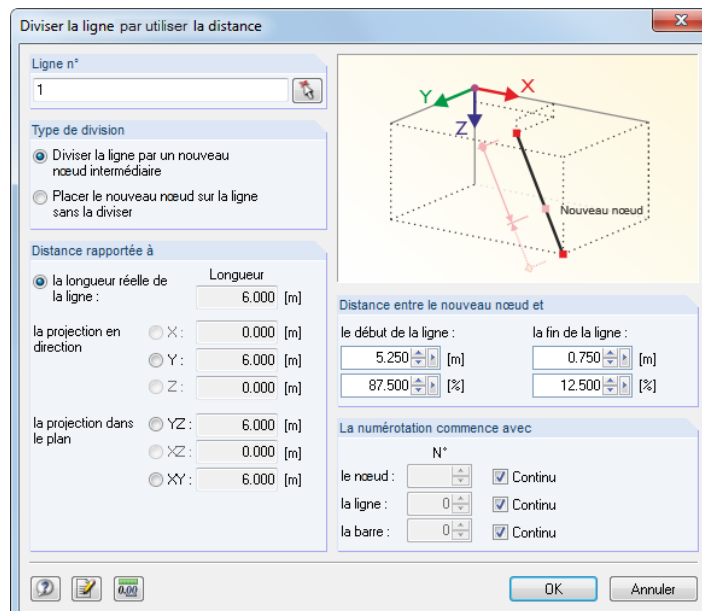 Diviser la ligne par utiliser la distance
Ligne n°
1
Type de division
Diviser la ligne par un nouveau
nœud intermédiaire
Placer le nouveau nœud sur la ligne
sans la diviser
Distance rapportée à
Longueur
la longueur réelle de
la ligne :
6.000 [m]
la projection en
direction
X : 0.000 [m]
Y : 6.000 [m]
Z : 0.000 [m]
la projection dans
le plan
YZ : 6.000 [m]
XZ : 0.000 [m]
XY : 6.000 [m]
Y
X
Z
Nouveau nœud
Distance entre le nouveau nœud et
le début de la ligne : la fin de la ligne :
5.250 [m] 0.750 [m]
87.500 [%] 12.500 [%]
La numérotation commence avec
N°
le nœud : Continu
la ligne : 0 Continu
la barre : 0 Continu
0.00
OK Annuler